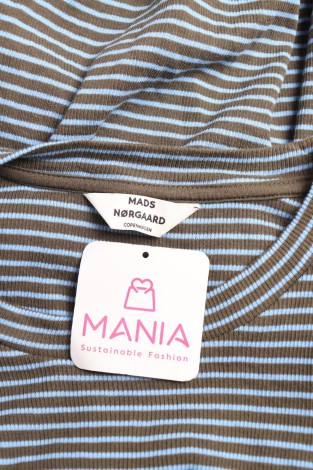 MADS
NØRGAARD
COPENHAGEN
MANIA
Sustainable Fashion